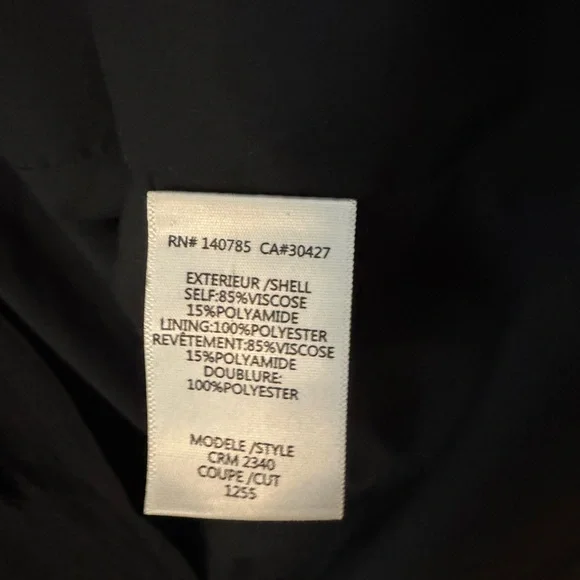 RN# 140785 CA#30427
EXTERIEUR /SHELL
SELF:85%VISCOSE
15%POLYAMIDE
LINING:100%POLYESTER
REVÊTEMENT:85%VISCOSE
15%POLYAMIDE
DOUBLURE:
100%POLYESTER
MODELE /STYLE
CRM 2340
COUPE /CUT
1255